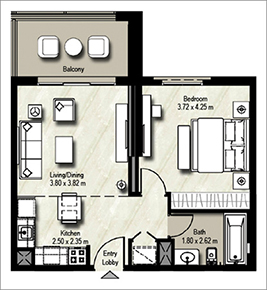 Balcony
Bedroom
3.72 x 4.25 m
Living/Dining
3.80 x 3.82 m
Kitchen
2.50 x 2.35 m
Bath
1.80 x 2.62 m
Entry
Lobby